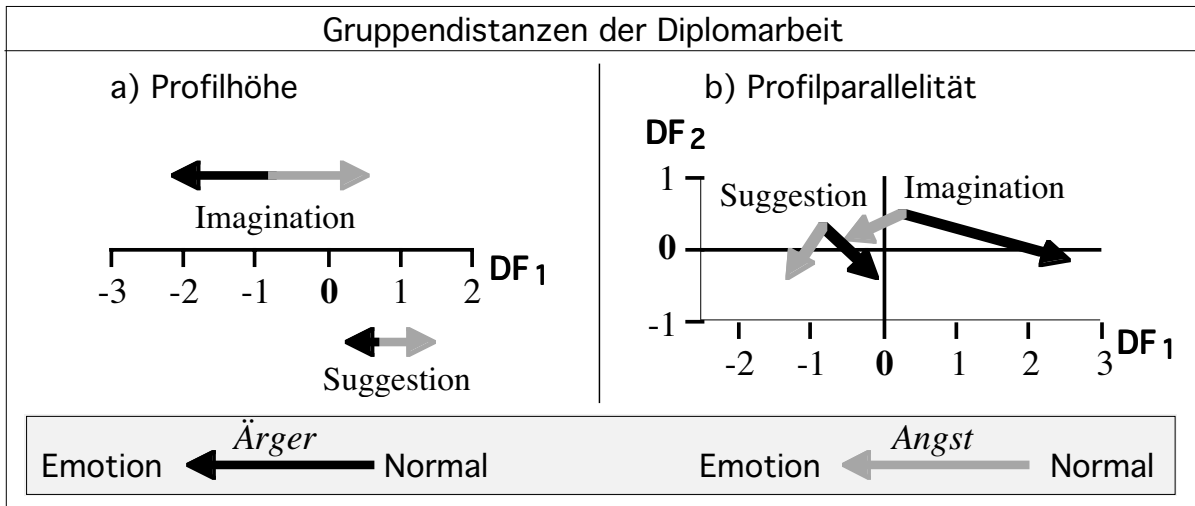 Gruppendistanzen der Diplomarbeit
a) Profilhöhe
Imagination
-3 -2 -1 0 1 2 DF1
Suggestion
b) Profilparallelität
DF2
1
Suggestion Imagination
0
-1
-2 -1 0 1 2 3 DF1
Emotion Ärger Normal
Emotion Angst Normal